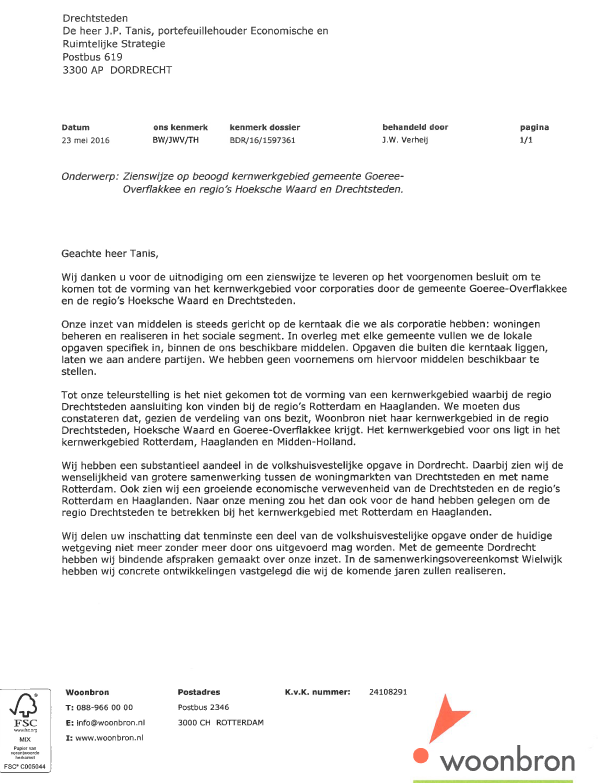 Drechtsteden
De heer J.P. Tanis, portefeuillehouder Economische en
Ruimtelijke Strategie
Postbus 619
3300 AP DORDRECHT
Datum ons kenmerk kenmerk dossier behandeld door pagina
23 mei 2016 BW/JWV/TH BDR/16/1597361 J.W. Verheij 1/1
Onderwerp: Zienswijze op beoogd kernwerkgebied gemeente Goeree-
Overflakkee en regio's Hoeksche Waard en Drechtsteden.
Geachte heer Tanis,
Wij danken u voor de uitnodiging om een zienswijze te leveren op het voorgenomen besluit om te
komen tot de vorming van het kernwerkgebied voor corporaties door de gemeente Goeree-Overflakkee
en de regio's Hoeksche Waard en Drechtsteden.
Onze inzet van middelen is steeds gericht op de kerntaak die we als corporatie hebben: woningen
beheren en realiseren in het sociale segment. In overleg met elke gemeente vullen we de lokale
opgaven specifiek in, binnen de ons beschikbare middelen. Opgaven die buiten die kerntaak liggen,
laten we aan andere partijen. We hebben geen voornemens om hiervoor middelen beschikbaar te
stellen.
Tot onze teleurstelling is het niet gekomen tot de vorming van een kernwerkgebied waarbij de regio
Drechtsteden aansluiting kon vinden bij de regio's Rotterdam en Haaglanden. We moeten dus
constateren dat, gezien de verdeling van ons bezit, Woonbron niet haar kernwerkgebied in de regio
Drechtsteden, Hoeksche Waard en Goeree-Overflakkee krijgt. Het kernwerkgebied voor ons ligt in het
kernwerkgebied Rotterdam, Haaglanden en Midden-Holland.
Wij hebben een substantieel aandeel in de volkshuisvestelijke opgave in Dordrecht. Daarbij zien wij de
wenselijkheid van grotere samenwerking tussen de woningmarkten van Drechtsteden en met name
Rotterdam. Ook zien wij een groeiende economische verwevenheid van de Drechtsteden en de regio's
Rotterdam en Haaglanden. Naar onze mening zou het dan ook voor de hand hebben gelegen om de
regio Drechtsteden te betrekken bij het kernwerkgebied met Rotterdam en Haaglanden.
Wij delen uw inschatting dat tenminste een deel van de volkshuisvestelijke opgave onder de huidige
wetgeving niet meer zonder meer door ons uitgevoerd mag worden. Met de gemeente Dordrecht
hebben wij bindende afspraken gemaakt over onze inzet. In de samenwerkingsovereenkomst Wielwijk
hebben wij concrete ontwikkelingen vastgelegd die wij de komende jaren zullen realiseren.
Woonbron Postadres K.v.K. nummer: 24108291
T: 088-966 00 00 Postbus 2346
E: info@woonbron.nl 3000 CH ROTTERDAM
I: www.woonbron.nl
FSC
www.fsc.org
MIX
Papier van
verantwoorde
herkomst
FSC® C005044
woonbron